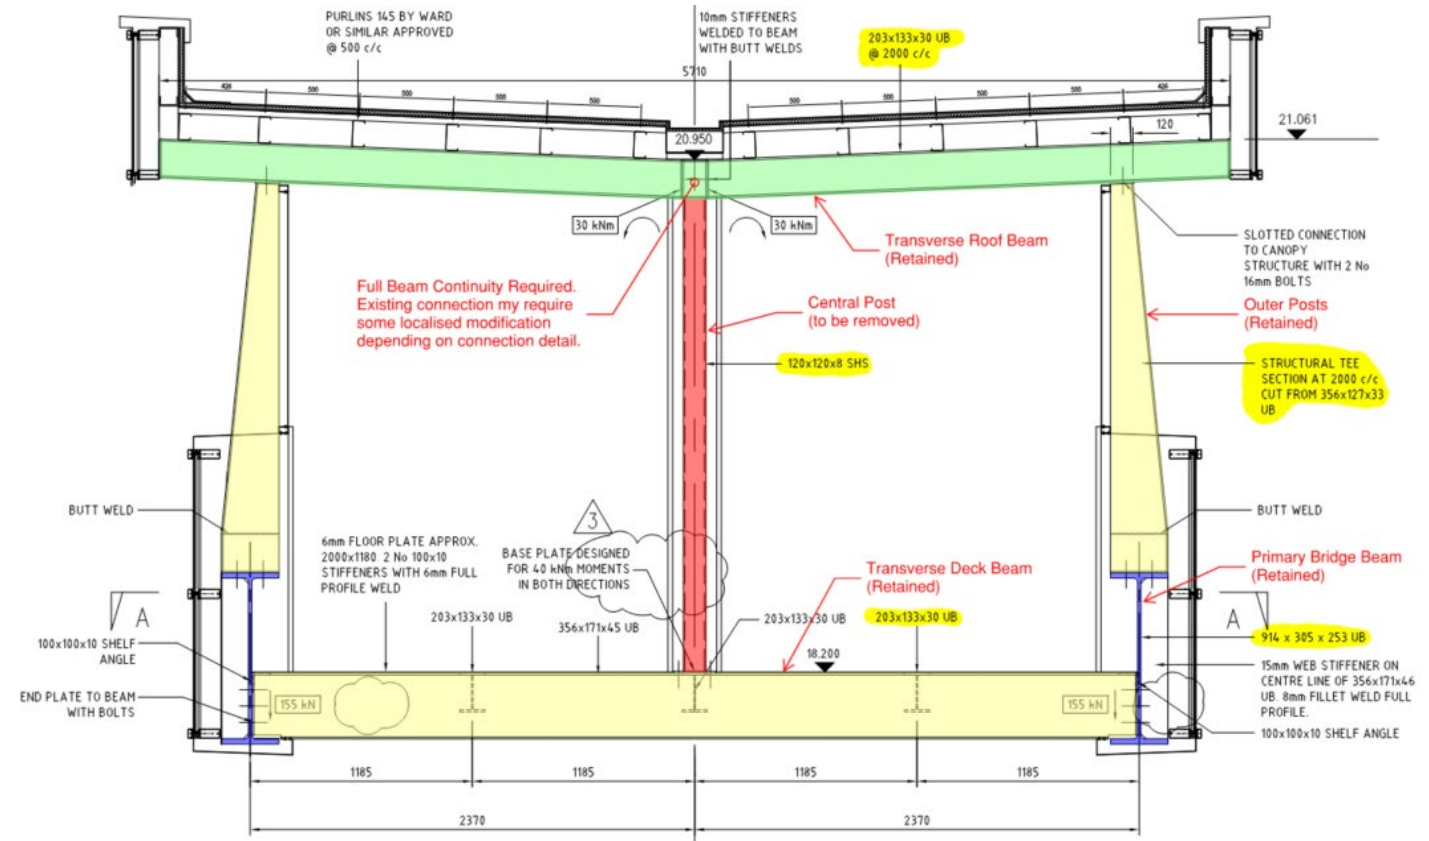 PURLINS 145 BY WARD
OR SIMILAR APPROVED
@ 500 c/c
10mm STIFFENERS
WELDED TO BEAM
WITH BUTT WELDS
203x133x30 UB
@ 2000 c/c
5710
426
500
500
500
500
500
500
500
500
426
120
20.950
21.061
30 kNm
30 kNm
Transverse Roof Beam
(Retained)
SLOTTED CONNECTION
TO CANOPY
STRUCTURE WITH 2 No
16mm BOLTS
Full Beam Continuity Required.
Existing connection my require
some localised modification
depending on connection detail.
Central Post
(to be removed)
Outer Posts
(Retained)
120x120x8 SHS
STRUCTURAL TEE
SECTION AT 2000 c/c
CUT FROM 356x127x33
UB
BUTT WELD
3
BUTT WELD
6mm FLOOR PLATE APPROX.
2000x1180. 2 No 100x10
STIFFENERS WITH 6mm FULL
PROFILE WELD
BASE PLATE DESIGNED
FOR 40 kNm MOMENTS
IN BOTH DIRECTIONS
Transverse Deck Beam
(Retained)
Primary Bridge Beam
(Retained)
A
A
203x133x30 UB
356x171x45 UB
203x133x30 UB
203x133x30 UB
914 x 305 x 253 UB
100x100x10 SHELF
ANGLE
18.200
15mm WEB STIFFENER ON
CENTRE LINE OF 356x171x46
UB. 8mm FILLET WELD FULL
PROFILE.
END PLATE TO BEAM
WITH BOLTS
155 kN
155 kN
100x100x10 SHELF ANGLE
1185
1185
1185
1185
2370
2370